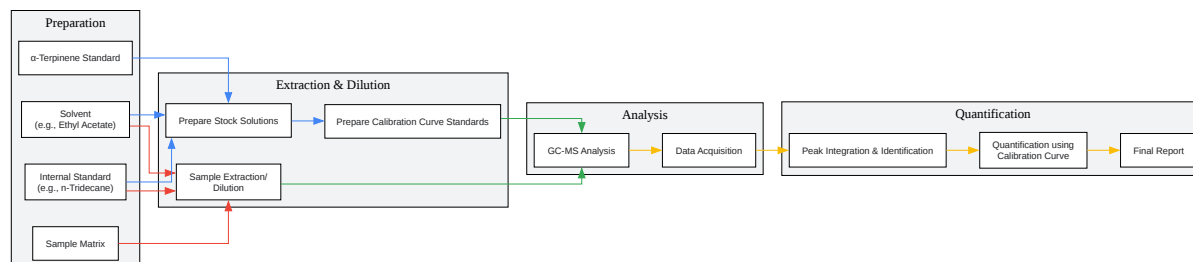 Preparation
α-Terpinene Standard
Solvent
(e.g., Ethyl Acetate)
Internal Standard
(e.g., n-Tridecane)
Sample Matrix
Extraction & Dilution
Prepare Stock Solutions
Prepare Calibration Curve Standards
Sample Extraction/
Dilution
Analysis
GC-MS Analysis
Data Acquisition
Quantification
Peak Integration & Identification
Quantification using
Calibration Curve
Final Report